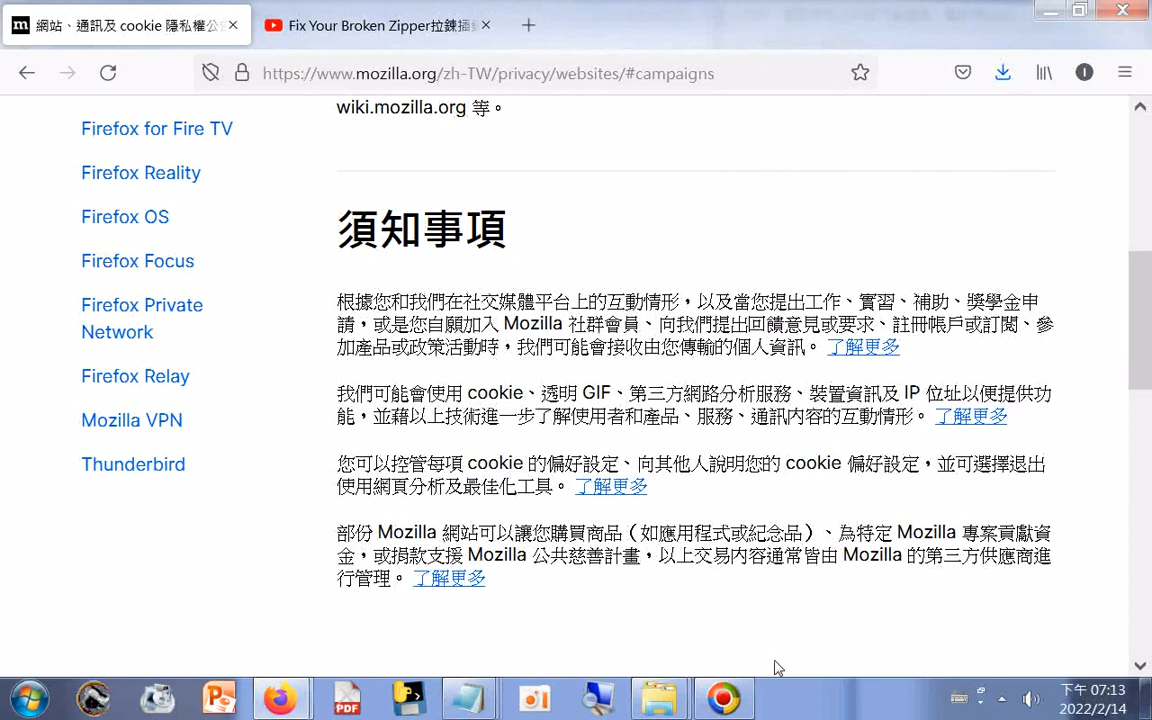 網站、通訊及 cookie 隱私權公
Fix Your Broken Zipper拉鍊插
https://www.mozilla.org/zh-TW/privacy/websites/#campaigns
Firefox for Fire TV
Firefox Reality
Firefox OS
Firefox Focus
Firefox Private
Network
Firefox Relay
Mozilla VPN
Thunderbird
wiki.mozilla.org 等。
須知事項
根據您和我們在社交媒體平台上的互動情形，以及當您提出工作、實習、補助、獎學金申
請，或是您自願加入 Mozilla 社群會員、向我們提出回饋意見或要求、註冊帳戶或訂閱、參
加產品或政策活動時，我們可能會接收由您傳輸的個人資訊。 了解更多
我們可能會使用 cookie、透明 GIF、第三方網路分析服務、裝置資訊及 IP 位址以便提供功
能，並藉以上技術進一步了解使用者和產品、服務、通訊內容的互動情形。 了解更多
您可以控管每項 cookie 的偏好設定、向其他人說明您的 cookie 偏好設定，並可選擇退出
使用網頁分析及最佳化工具。 了解更多
部份 Mozilla 網站可以讓您購買商品（如應用程式或紀念品）、為特定 Mozilla 專案貢獻資
金，或捐款支援 Mozilla 公共慈善計畫，以上交易內容通常皆由 Mozilla 的第三方供應商進
行管理。 了解更多
PDF
下午 07:13
2022/2/14